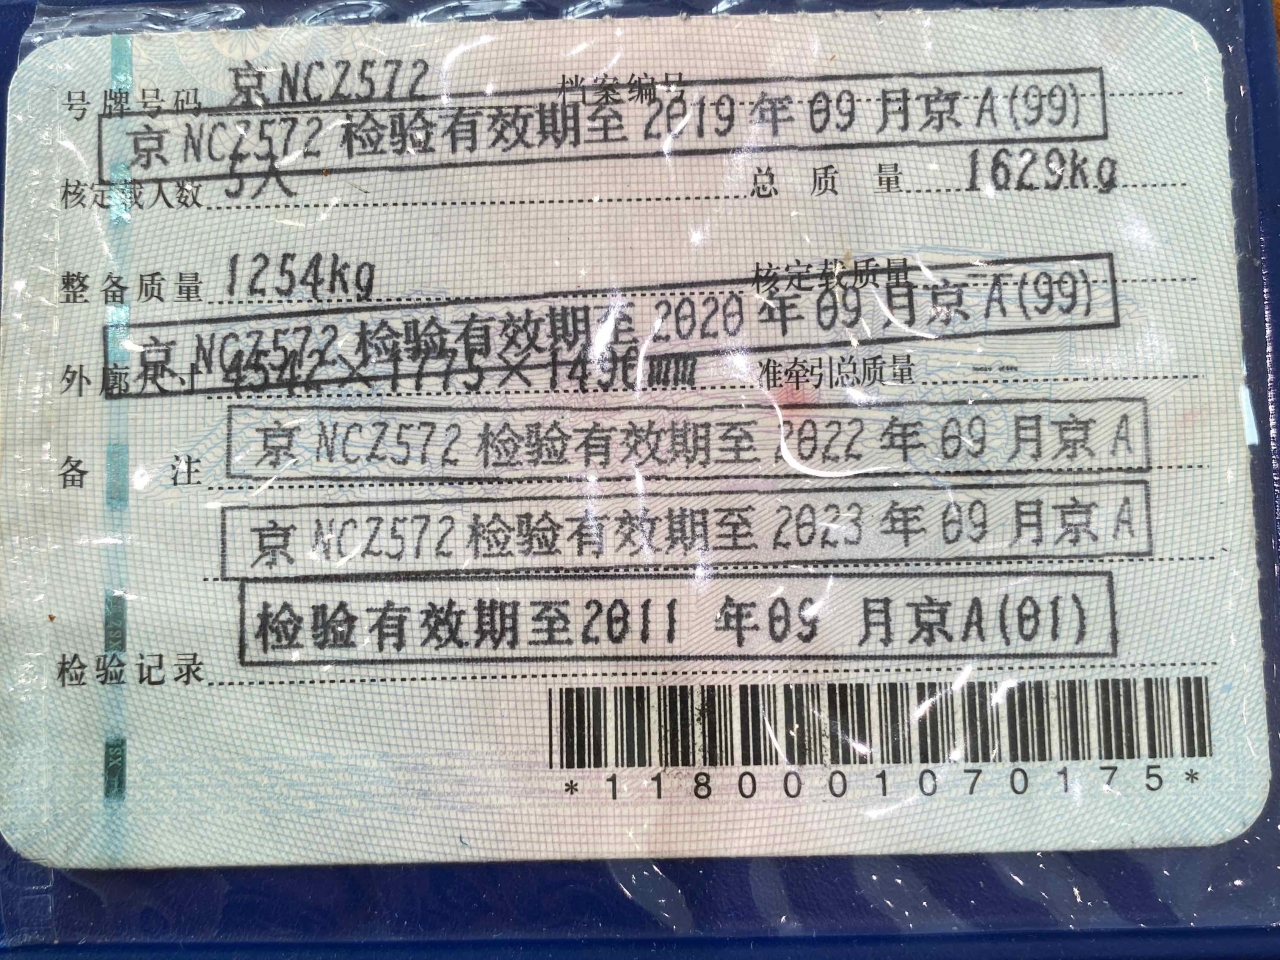 号牌号码 京NCZ572 档案编号
京NCZ572检验有效期至2019年09月京A(99)
核定载人数 5人 总质量 1629kg
整备质量 1254kg 核定载质量 --
京NCZ572检验有效期至2020年09月京A(99)
外廓尺寸 4542×1775×1490mm 准牵引总质量 --
京NCZ572检验有效期至2022年09月京A
备注
京NCZ572检验有效期至2023年09月京A
检验有效期至2011年09月京A(01)
检验记录
*1180001070175*